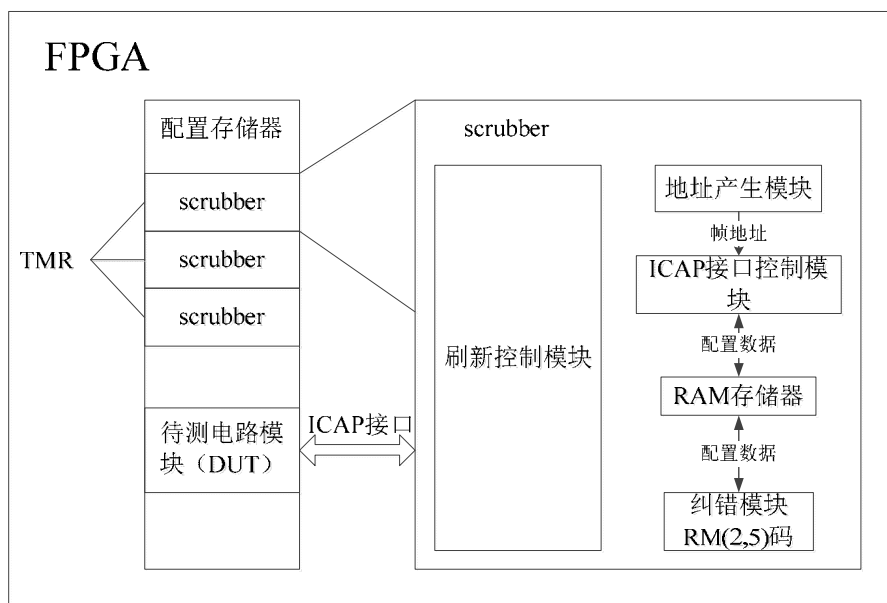 FPGA
配置存储器
scrubber
scrubber
scrubber
TMR
待测电路模
块（DUT）
ICAP接口
scrubber
刷新控制模块
地址产生模块
帧地址
ICAP接口控制模
块
配置数据
RAM存储器
配置数据
纠错模块
RM(2,5)码